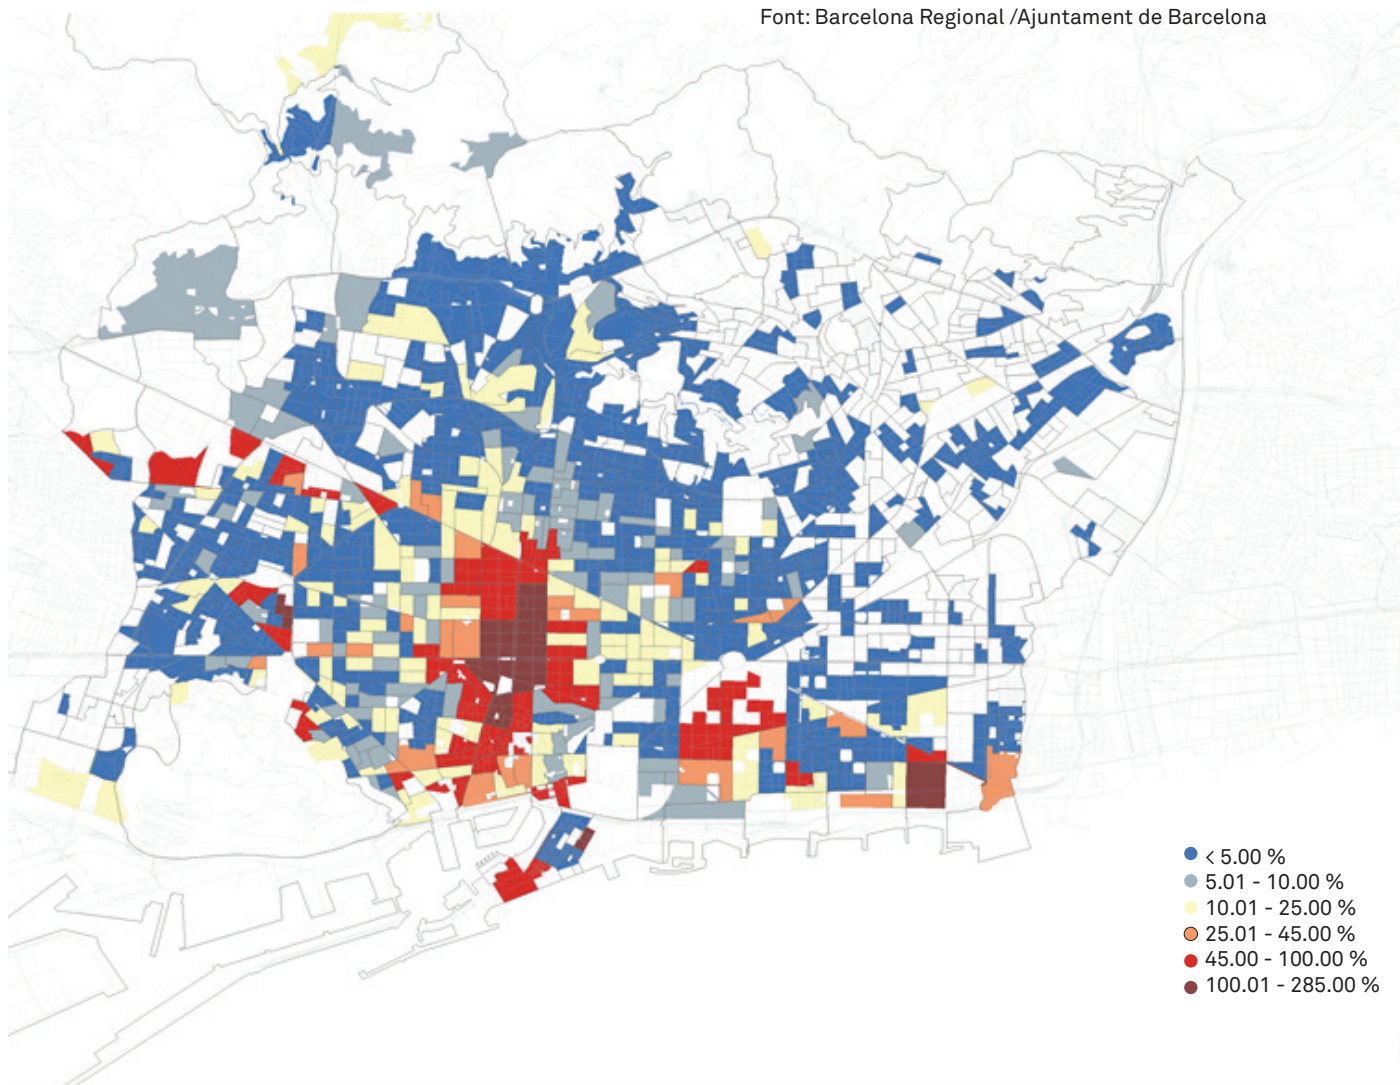 Font: Barcelona Regional /Ajuntament de Barcelona
< 5.00 %
5.01 - 10.00 %
10.01 - 25.00 %
25.01 - 45.00 %
45.00 - 100.00 %
100.01 - 285.00 %